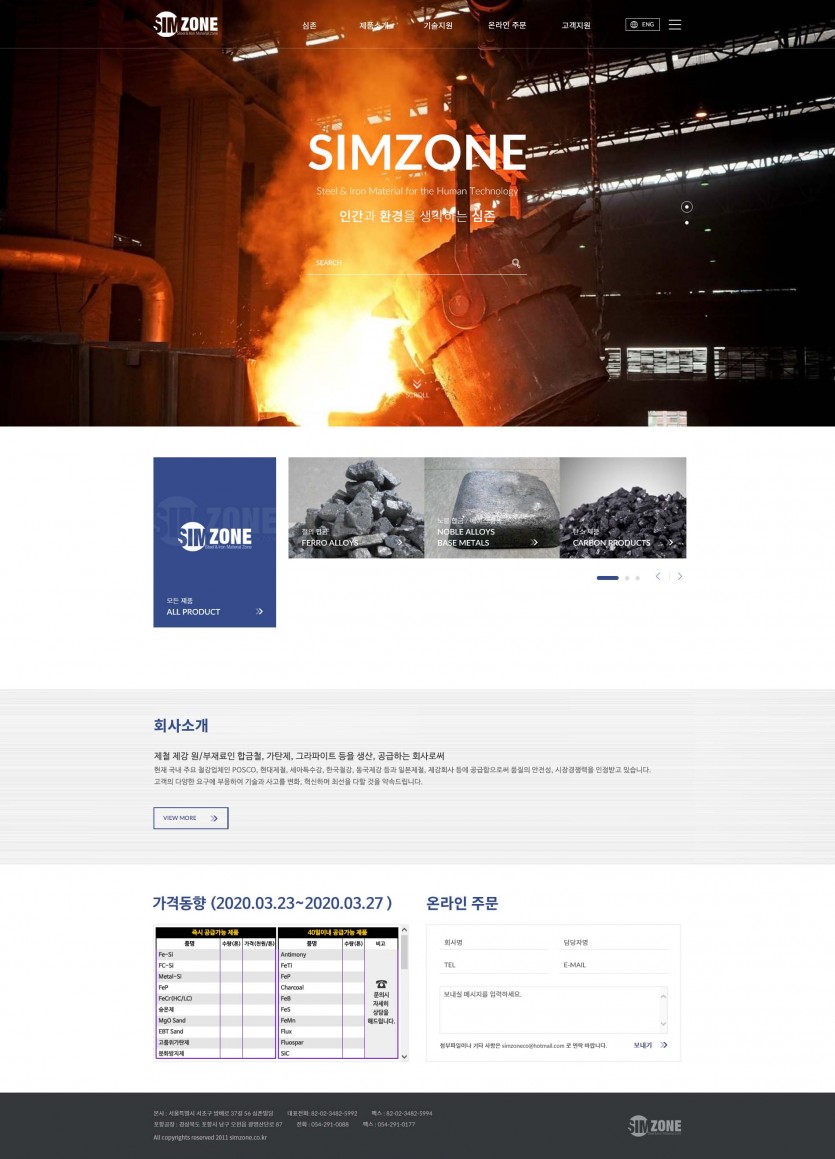 SIMZONE
Steel & Iron Material Zone
심존 제품소개 기술지원 온라인 주문 고객지원 ENG
SIMZONE
Steel & Iron Material for the Human Technology
인간과 환경을 생각하는 심존
SEARCH
SCROLL
SIMZONE
Steel & Iron Material Zone
모든 제품
ALL PRODUCT
철의 합금
FERRO ALLOYS
NOBLE ALLOYS
BASE METALS
탄소 제품
CARBON PRODUCTS
회사소개
제철 제강 원/부재료인 합금철, 가탄제, 그라파이트 등을 생산, 공급하는 회사로써
현재 국내 주요 철강업체인 POSCO, 현대제철, 세아특수강, 한국철강, 동국제강 등과 일본제철, 제강회사 등에 공급함으로써 품질의 안전성, 시장경쟁력을 인정받고 있습니다.
고객의 다양한 요구에 부응하여 기술과 사고를 변화, 혁신하며 최선을 다할 것을 약속드립니다.
VIEW MORE
가격동향 (2020.03.23~2020.03.27 )
즉시 공급가능 제품
품명 수량(톤) 가격(천원/톤)
Fe-Si
FC-Si
Metal-Si
FeP
FeCr(HC/LC)
승온제
MgO Sand
EBT Sand
고품위가탄제
분화방지제
40일이내 공급가능 제품
품명 수량(톤) 비고
Antimony
FeTi
FeP
Charcoal
FeB
FeS
FeMn
Flux
Fluospar
SiC
문의시
자세히
상담을
해드립니다.
온라인 주문
회사명 담당자명
TEL E-MAIL
보내실 메시지를 입력하세요.
첨부파일이나 기타 사항은 simzoneco@hotmail.com 로 연락 바랍니다. 보내기
본사 : 서울특별시 서초구 방배로 37길 56 심존빌딩 대표전화: 82-02-3482-5992 팩스 : 82-02-3482-5994
포항공장 : 경상북도 포항시 남구 오천읍 광명산단로 87 전화 : 054-291-0088 팩스 : 054-291-0177
All copyrights reserved 2011 simzone.co.kr
SIMZONE